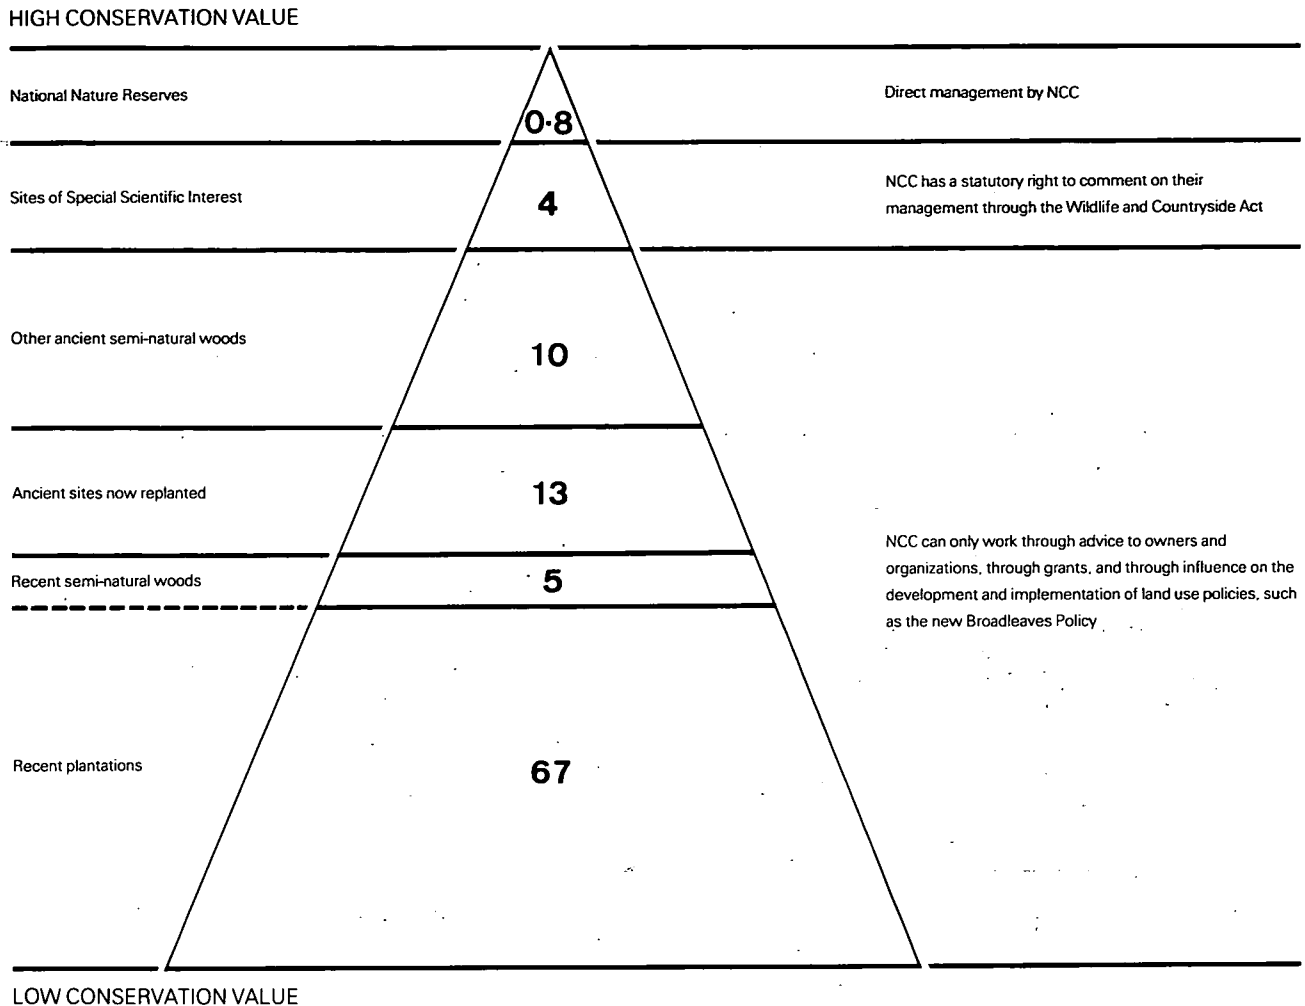 HIGH CONSERVATION VALUE
National Nature Reserves
0·8
Direct management by NCC
Sites of Special Scientific Interest
4
NCC has a statutory right to comment on their
management through the Wildlife and Countryside Act
Other ancient semi-natural woods
10
Ancient sites now replanted
13
Recent semi-natural woods
5
NCC can only work through advice to owners and
organizations, through grants, and through influence on the
development and implementation of land use policies, such
as the new Broadleaves Policy
Recent plantations
67
LOW CONSERVATION VALUE